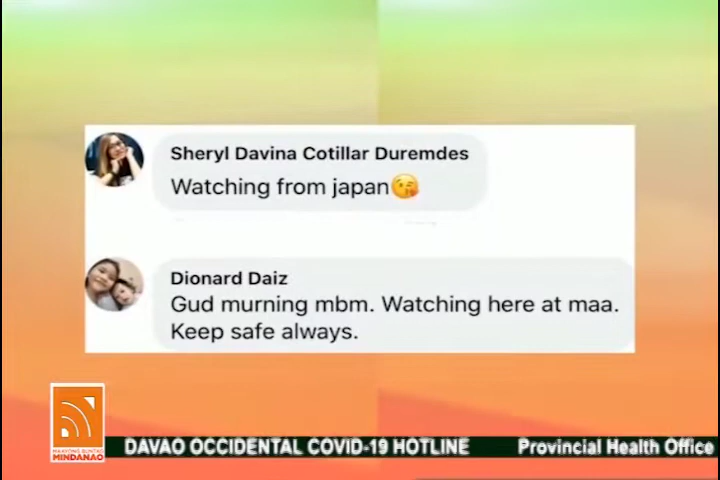 Sheryl Davina Cotillar Duremdes
Watching from japan😘
Dionard Daiz
Gud murning mbm. Watching here at maa.
Keep safe always.
MAAYONG BUNTAG
MINDANAO
DAVAO OCCIDENTAL COVID-19 HOTLINE Provincial Health Office